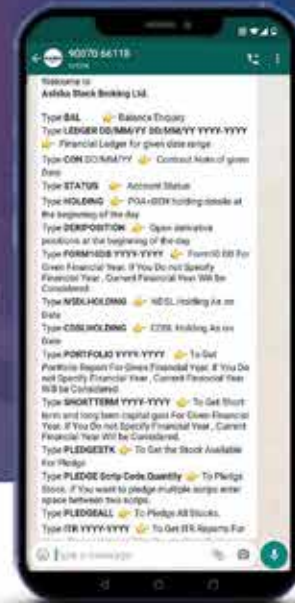 90070 66118
online
Welcome to
Ashika Stock Broking Ltd.
Type BAL 👉 Balance Enquiry
Type LEDGER DD/MM/YY DD/MM/YY YYYY-YYYY
👉 Financial Ledger for given date range
Type CON DD/MM/YY 👉 Contract Note of given
Date
Type STATUS 👉 Account Status
Type HOLDING 👉 POA+BEN holding details at
the beginning of the day
Type DERIPOSITION 👉 Open derivative
positions at the beginning of the day
Type FORM10DB YYYY-YYYY 👉 Form10 DB For
Given Financial Year. If You Do not Specify
Financial Year, Current Financial Year Will Be
Considered.
Type NSDLHOLDING 👉 NSDL Holding As on
Date
Type CDSLHOLDING 👉 CDSL Holding As on
Date
Type PORTFOLIO YYYY-YYYY 👉 To Get
Portfolio Report For Given Financial Year. If You Do
not Specify Financial Year, Current Financial Year
Will Be Considered.
Type SHORTTERM YYYY-YYYY 👉 To Get Short
term and long term capital gain For Given Financial
Year. If You Do not Specify Financial Year, Current
Financial Year Will be Considered.
Type PLEDGESTK 👉 To Get the Stock Available
For Pledge
Type PLEDGE Scrip Code,Quantity 👉 To Pledge
Stock. If You want to pledge multiple scrips enter
space between two scrips.
Type PLEDGEALL 👉 To Pledge All Stocks.
Type ITR YYYY-YYYY 👉 To Get ITR Reports For
Type a message